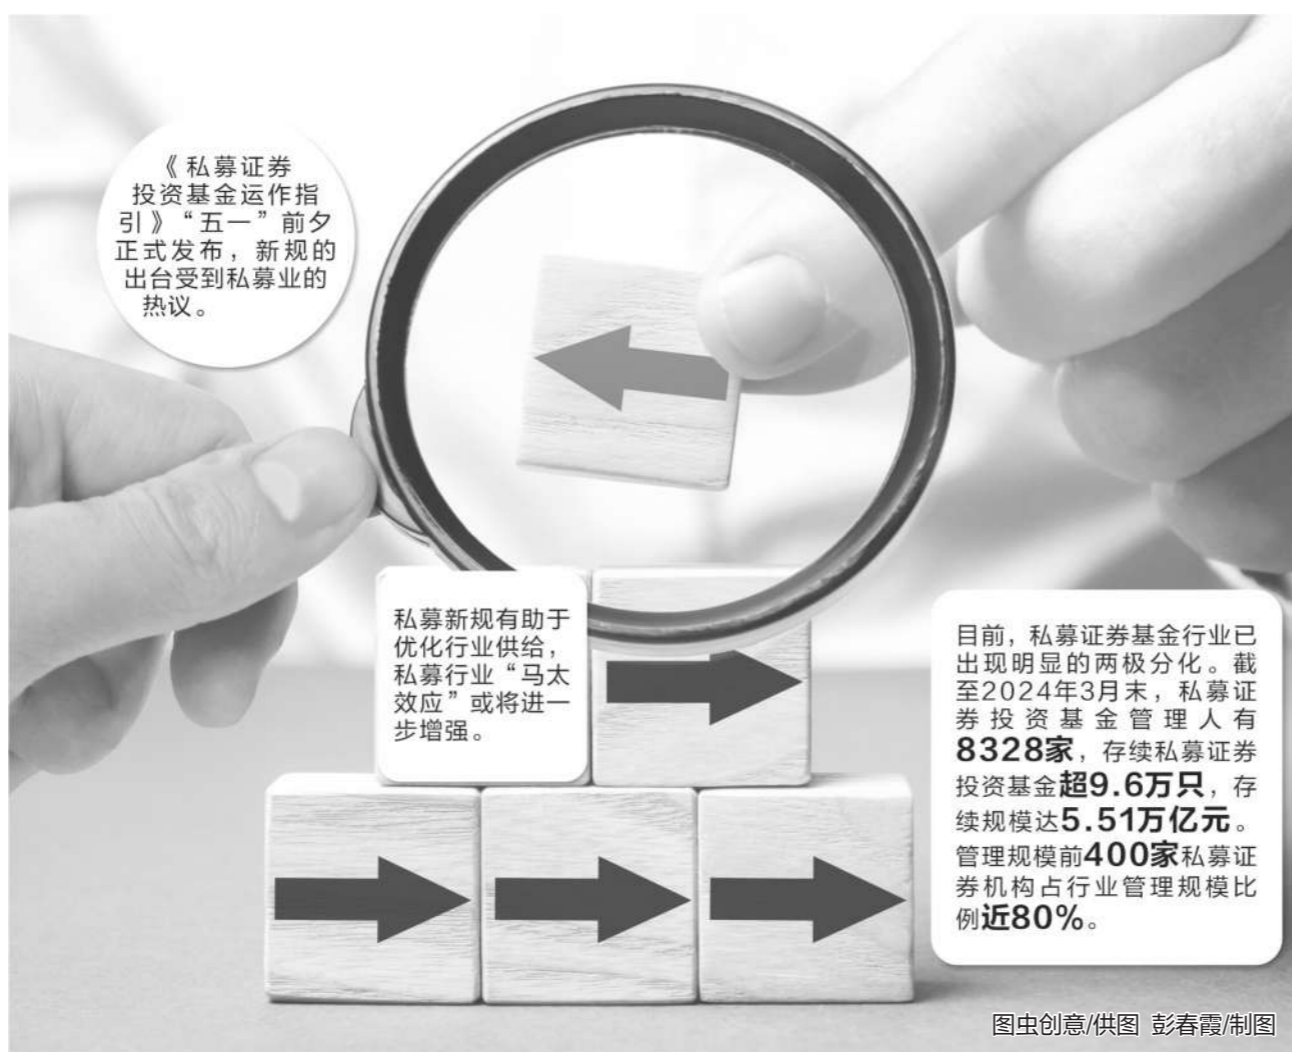 《私募证券
投资基金运作指
引》“五一”前夕
正式发布，新规的
出台受到私募业的
热议。
私募新规有助于
优化行业供给，
私募行业“马太
效应”或将进一
步增强。
目前，私募证券基金行业已
出现明显的两极分化。截
至2024年3月末，私募证
券投资基金管理人有
8328家，存续私募证券
投资基金超9.6万只，存
续规模达5.51万亿元。
管理规模前400家私募证
券机构占行业管理规模比
例近80%。
图虫创意/供图 彭春霞/制图